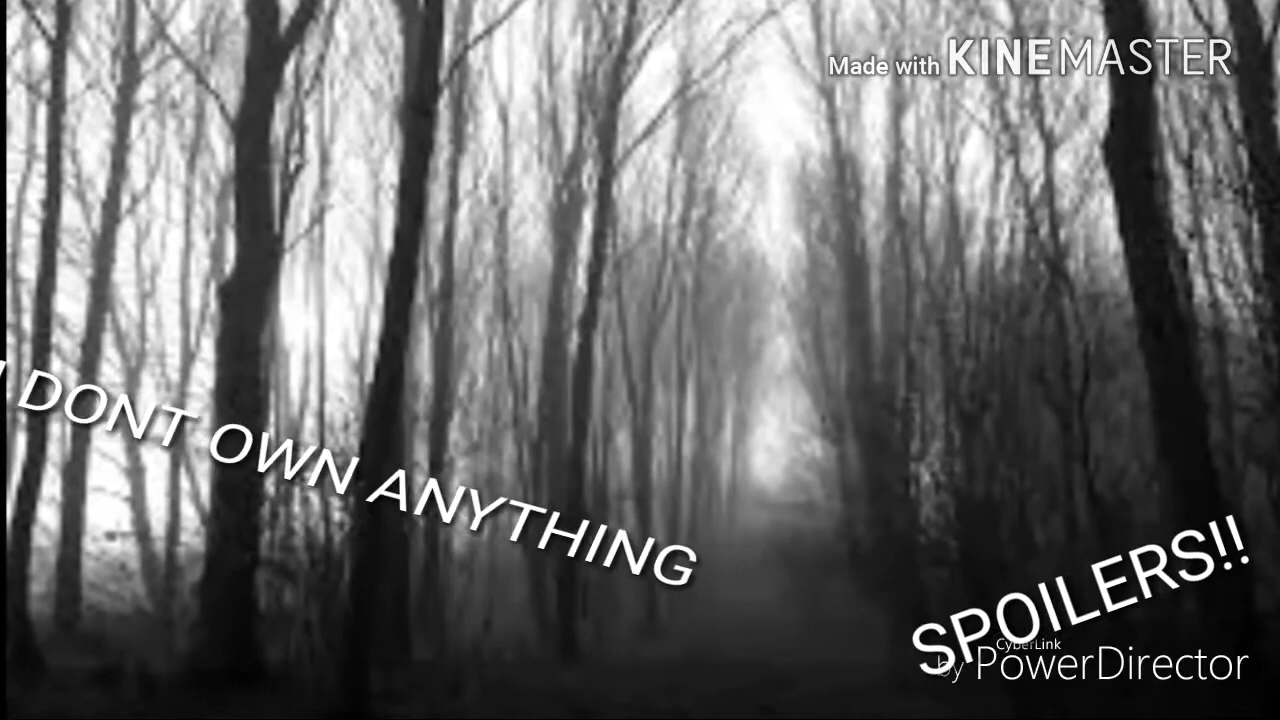 Made with KINEMASTER
I DONT OWN ANYTHING
SPOILERS!!
CyberLink
by PowerDirector